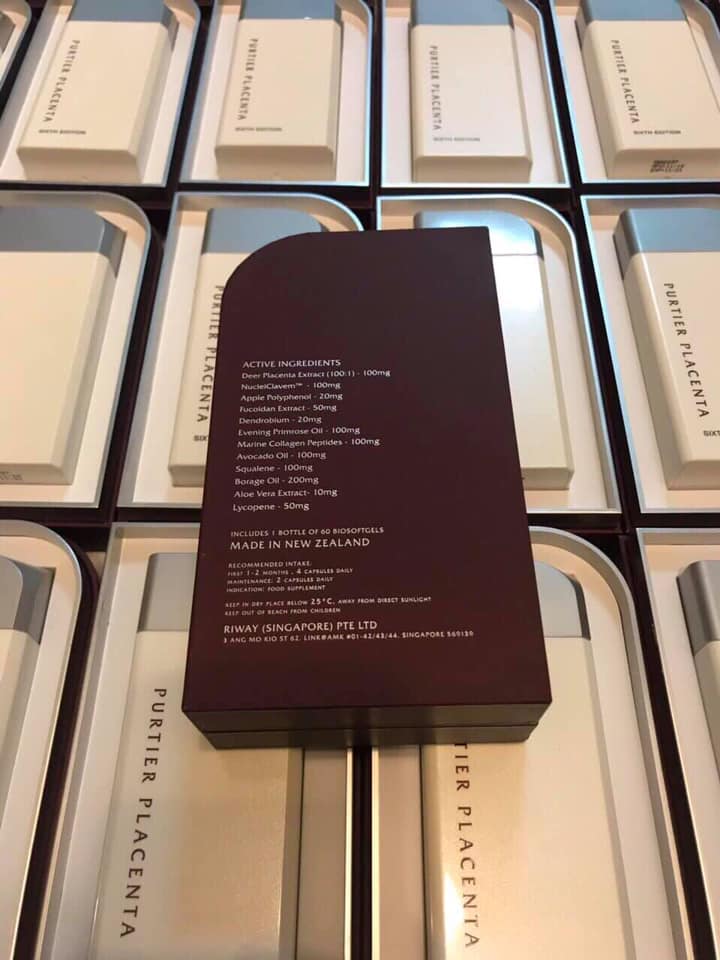 PURTIER PLACENTA
SIXTH EDITION
PURTIER PLACENTA
SIXTH EDITION
PURTIER PLACENTA
SIXTH EDITION
PURTIER PLACENTA
SIXTH EDITION
PURTIER PLACENTA
PURTIER PLACENTA
ACTIVE INGREDIENTS
Deer Placenta Extract (100:1) - 100mg
NucleiClavem™ - 100mg
Apple Polyphenol - 20mg
Fucoidan Extract - 50mg
Dendrobium - 20mg
Evening Primrose Oil - 100mg
Marine Collagen Peptides - 100mg
Avocado Oil - 100mg
Squalene - 100mg
Borage Oil - 200mg
Aloe Vera Extract- 10mg
Lycopene - 50mg
INCLUDES 1 BOTTLE OF 60 BIOSOFTGELS
MADE IN NEW ZEALAND
RECOMMENDED INTAKE:
FIRST 1-2 MONTHS . 4 CAPSULES DAILY
MAINTENANCE: 2 CAPSULES DAILY
INDICATION: FOOD SUPPLEMENT
KEEP IN DRY PLACE BELOW 25°C, AWAY FROM DIRECT SUNLIGHT
KEEP OUT OF REACH FROM CHILDREN
RIWAY (SINGAPORE) PTE LTD
3 ANG MO KIO ST 62. LINK@AMK #01-42/43/44. SINGAPORE 569139
PURTIER PLACENTA
TIER PLACENTA